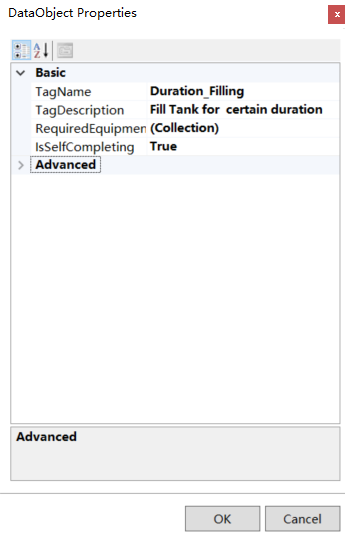 DataObject Properties
x
A
Z
Basic
TagName Duration_Filling
TagDescription Fill Tank for certain duration
RequiredEquipmen (Collection)
IsSelfCompleting True
Advanced
Advanced
OK Cancel